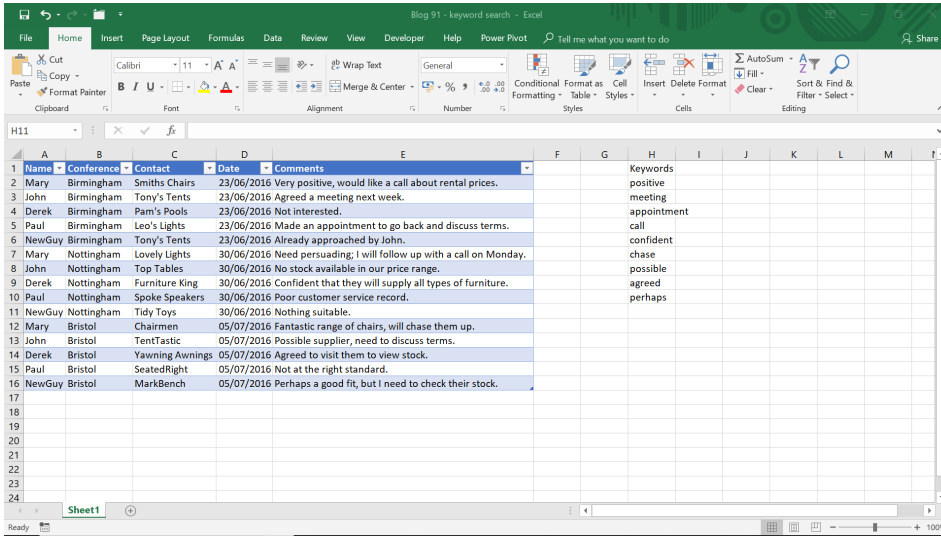 Blog 91 - keyword search - Excel
File Home Insert Page Layout Formulas Data Review View Developer Help Power Pivot Tell me what you want to do Share
Cut
Copy
Format Painter
Paste
Calibri 11 A A
B I U A
Wrap Text
Merge & Center
General
% , .00 .0
Conditional Formatting Format as Table Cell Styles
Insert Delete Format
AutoSum
Fill
Clear
Sort & Filter Find & Select
Clipboard Font Alignment Number Styles Cells Editing
H11 fx
A B C D E F G H I J K L M
1 Name Conference Contact Date Comments Keywords
2 Mary Birmingham Smiths Chairs 23/06/2016 Very positive, would like a call about rental prices. positive
3 John Birmingham Tony's Tents 23/06/2016 Agreed a meeting next week. meeting
4 Derek Birmingham Pam's Pools 23/06/2016 Not interested. appointment
5 Paul Birmingham Leo's Lights 23/06/2016 Made an appointment to go back and discuss terms. call
6 NewGuy Birmingham Tony's Tents 23/06/2016 Already approached by John. confident
7 Mary Nottingham Lovely Lights 30/06/2016 Need persuading; I will follow up with a call on Monday. chase
8 John Nottingham Top Tables 30/06/2016 No stock available in our price range. possible
9 Derek Nottingham Furniture King 30/06/2016 Confident that they will supply all types of furniture. agreed
10 Paul Nottingham Spoke Speakers 30/06/2016 Poor customer service record. perhaps
11 NewGuy Nottingham Tidy Toys 30/06/2016 Nothing suitable.
12 Mary Bristol Chairmen 05/07/2016 Fantastic range of chairs, will chase them up.
13 John Bristol TentTastic 05/07/2016 Possible supplier, need to discuss terms.
14 Derek Bristol Yawning Awnings 05/07/2016 Agreed to visit them to view stock.
15 Paul Bristol SeatedRight 05/07/2016 Not at the right standard.
16 NewGuy Bristol MarkBench 05/07/2016 Perhaps a good fit, but I need to check their stock.
17
18
19
20
21
22
23
24
Sheet1
Ready